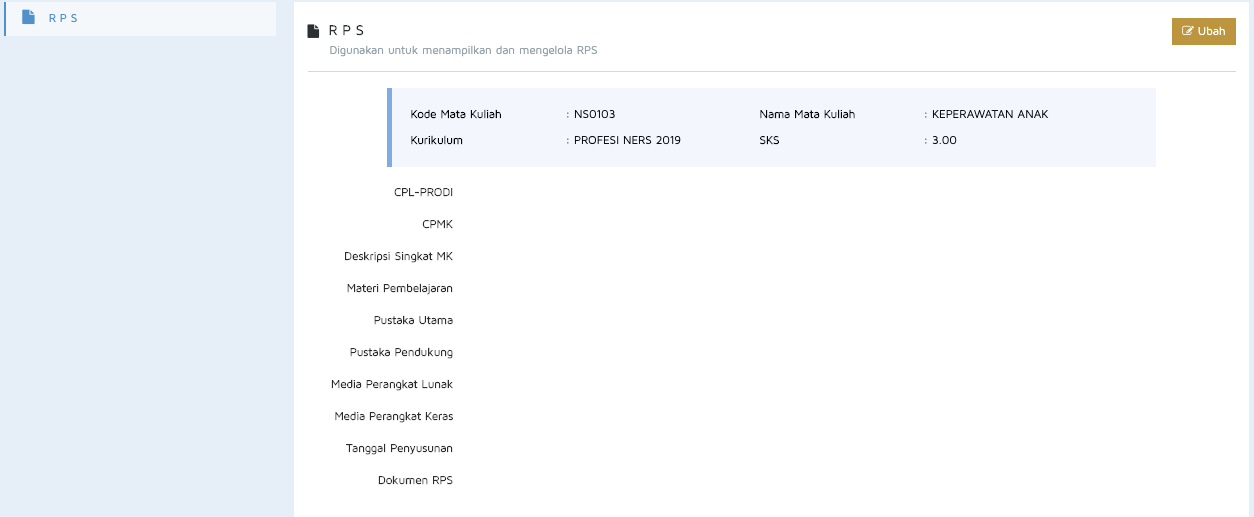 RPS
RPS
Ubah
Digunakan untuk menampilkan dan mengelola RPS
Kode Mata Kuliah : NS0103 Nama Mata Kuliah : KEPERAWATAN ANAK
Kurikulum : PROFESI NERS 2019 SKS : 3.00
CPL-PRODI
CPMK
Deskripsi Singkat MK
Materi Pembelajaran
Pustaka Utama
Pustaka Pendukung
Media Perangkat Lunak
Media Perangkat Keras
Tanggal Penyusunan
Dokumen RPS